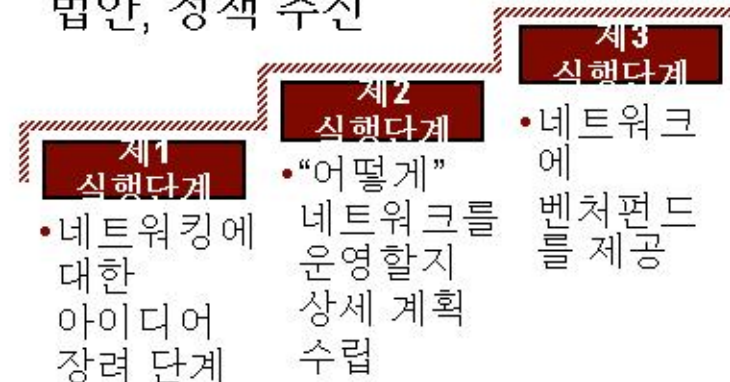 법안, 정책 추진
제1
실행단계
•네트워킹에
대한
아이디어
장려 단계
제2
실행단계
•“어떻게”
네트워크를
운영할지
상세 계획
수립
제3
실행단계
•네트워크
에
벤처펀드
를 제공